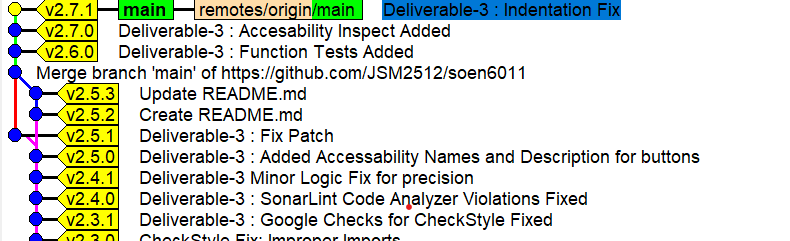 v2.7.1 main remotes/origin/main Deliverable-3 : Indentation Fix
v2.7.0 Deliverable-3 : Accesability Inspect Added
v2.6.0 Deliverable-3 : Function Tests Added
Merge branch 'main' of https://github.com/JSM2512/soen6011
v2.5.3 Update README.md
v2.5.2 Create README.md
v2.5.1 Deliverable-3 : Fix Patch
v2.5.0 Deliverable-3 : Added Accessability Names and Description for buttons
v2.4.1 Deliverable-3 Minor Logic Fix for precision
v2.4.0 Deliverable-3 : SonarLint Code Analyzer Violations Fixed
v2.3.1 Deliverable-3 : Google Checks for CheckStyle Fixed
v2.3.0 CheckStyle Fix: Improper Imports